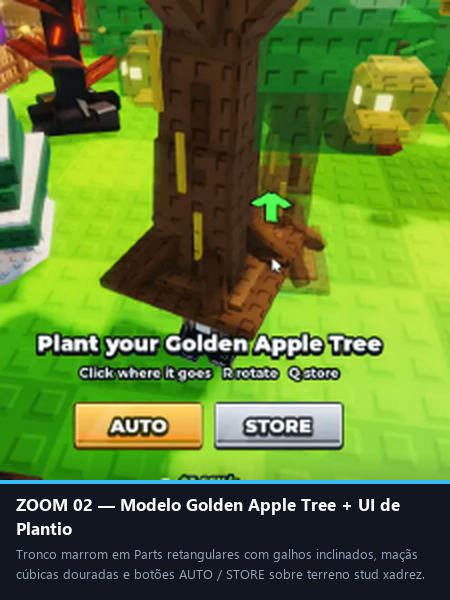 Plant your Golden Apple Tree
Click where it goes R rotate Q store
AUTO
STORE
ZOOM 02 — Modelo Golden Apple Tree + UI de
Plantio
Tronco marrom em Parts retangulares com galhos inclinados, maçãs
cúbicas douradas e botões AUTO / STORE sobre terreno stud xadrez.